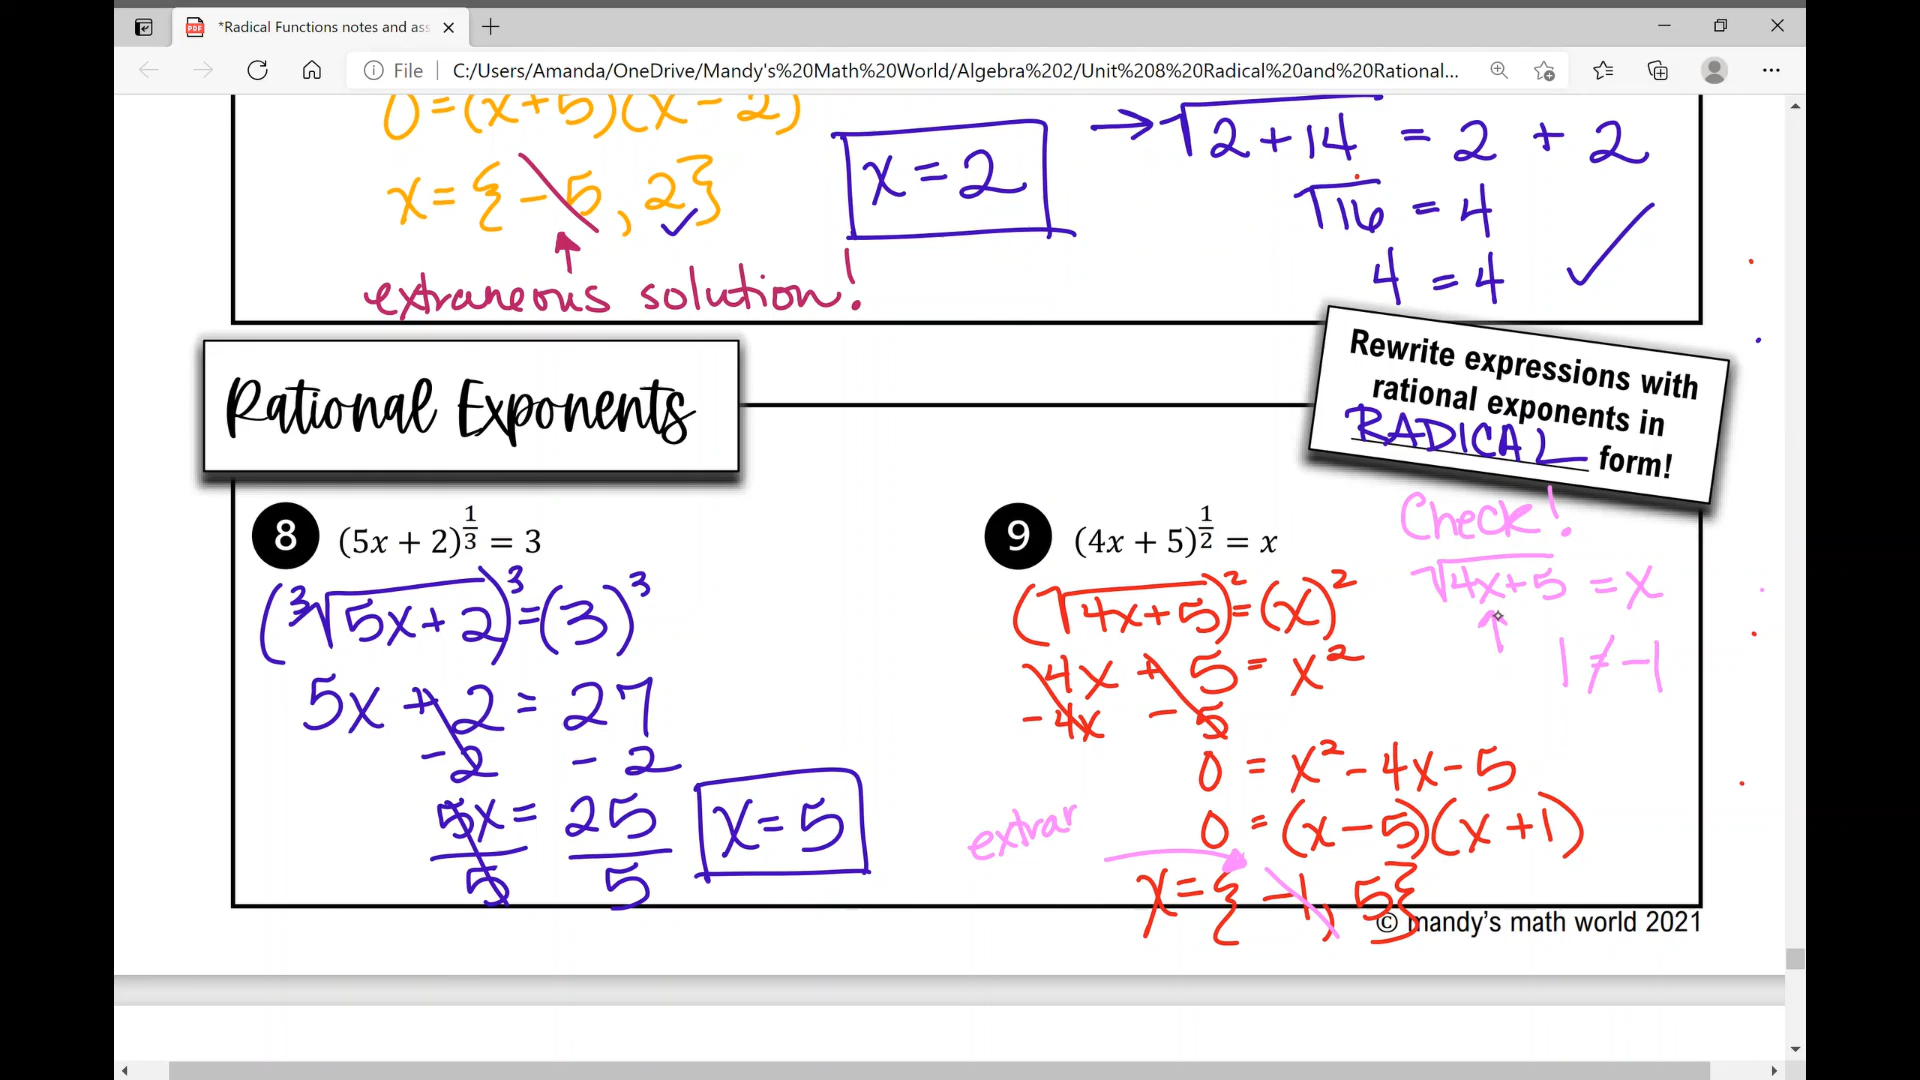 *Radical Functions notes and ass
File C:/Users/Amanda/OneDrive/Mandy's%20Math%20World/Algebra%202/Unit%208%20Radical%20and%20Rational...
0=(x+5)(x-2)
x={-5,2}
extraneous solution!
x=2
→√2+14 = 2 + 2
√16 = 4
4 = 4
Rational Exponents
Rewrite expressions with
rational exponents in
RADICAL form!
8 (5x + 2)^(1/3) = 3
(³√5x+2)³=(3)³
5x + 2 = 27
-2 - 2
5x = 25
5 5
x=5
9 (4x + 5)^(1/2) = x
(√4x+5)²=(x)²
4x + 5 = x²
-4x - 5
0 = x² - 4x - 5
0 = (x-5)(x+1)
x={-1, 5}
extrar
Check!
√4x+5 = x
1 ≠ -1
© mandy's math world 2021